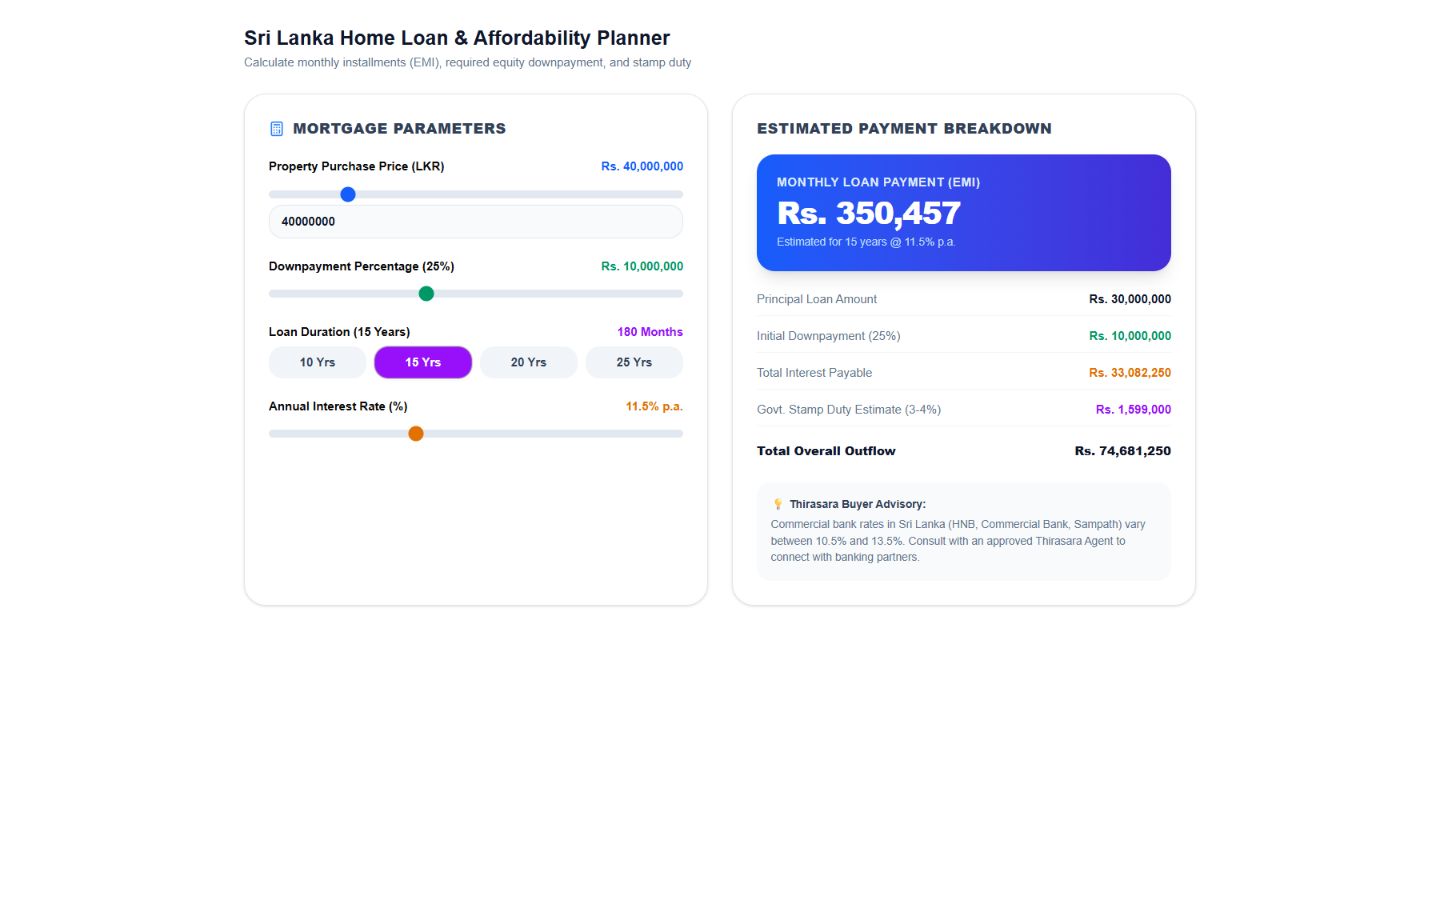 Sri Lanka Home Loan & Affordability Planner
Calculate monthly installments (EMI), required equity downpayment, and stamp duty
MORTGAGE PARAMETERS
Property Purchase Price (LKR) Rs. 40,000,000
40000000
Downpayment Percentage (25%) Rs. 10,000,000
Loan Duration (15 Years) 180 Months
10 Yrs 15 Yrs 20 Yrs 25 Yrs
Annual Interest Rate (%) 11.5% p.a.
ESTIMATED PAYMENT BREAKDOWN
MONTHLY LOAN PAYMENT (EMI)
Rs. 350,457
Estimated for 15 years @ 11.5% p.a.
Principal Loan Amount Rs. 30,000,000
Initial Downpayment (25%) Rs. 10,000,000
Total Interest Payable Rs. 33,082,250
Govt. Stamp Duty Estimate (3-4%) Rs. 1,599,000
Total Overall Outflow Rs. 74,681,250
Thirasara Buyer Advisory:
Commercial bank rates in Sri Lanka (HNB, Commercial Bank, Sampath) vary
between 10.5% and 13.5%. Consult with an approved Thirasara Agent to
connect with banking partners.